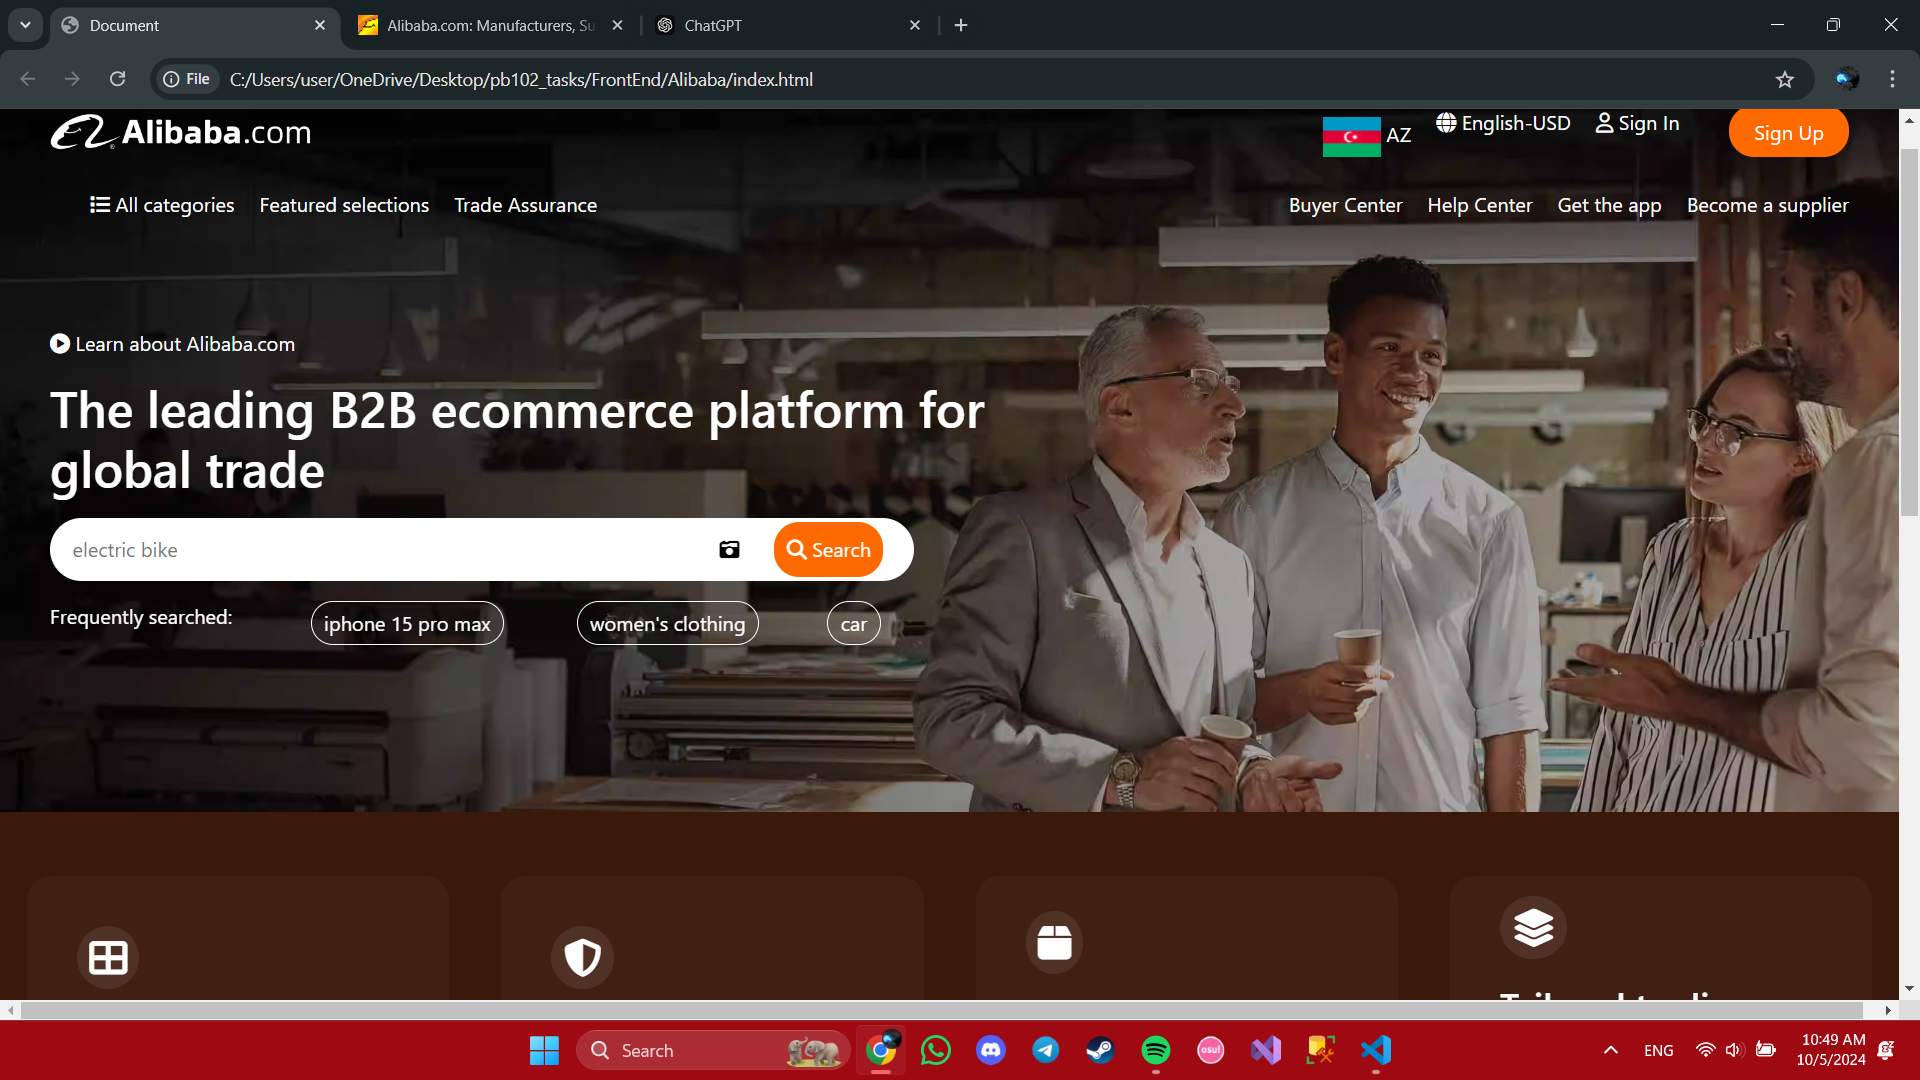 Document
Alibaba.com: Manufacturers, Su
ChatGPT
File
C:/Users/user/OneDrive/Desktop/pb102_tasks/FrontEnd/Alibaba/index.html
Alibaba.com
AZ
English-USD
Sign In
Sign Up
All categories
Featured selections
Trade Assurance
Buyer Center
Help Center
Get the app
Become a supplier
Learn about Alibaba.com
The leading B2B ecommerce platform for
global trade
electric bike
Search
Frequently searched:
iphone 15 pro max
women's clothing
car
Search
osu!
ENG
10:49 AM
10/5/2024